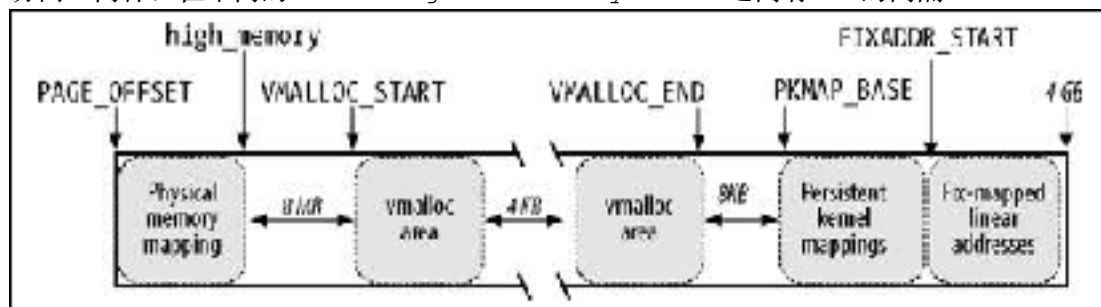 high_memory
FIXADDR_START
PAGE_OFFSET
VMALLOC_START
VMALLOC_END
PKMAP_BASE
4 GB
Physical
memory
mapping
8 MB
vmalloc
area
4 KB
vmalloc
area
8KB
Persistent
kernel
mappings
Fix-mapped
linear
addresses